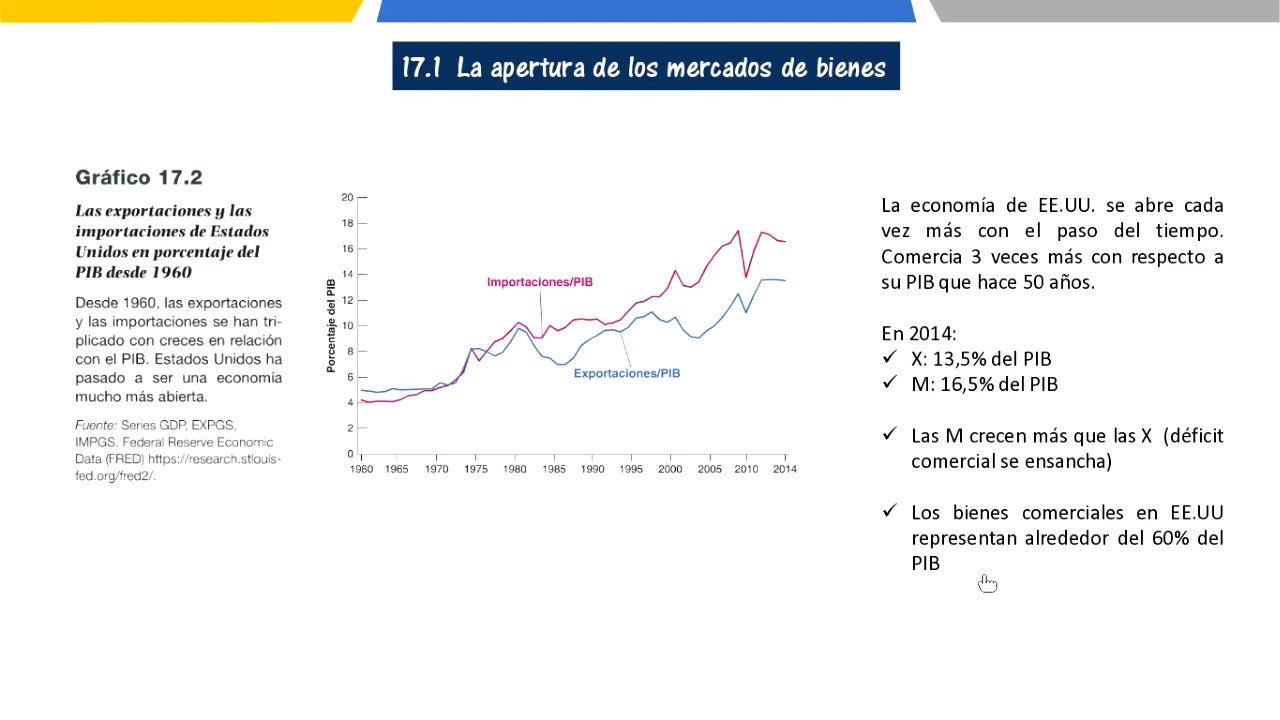 17.1 La apertura de los mercados de bienes
Gráfico 17.2
Las exportaciones y las
importaciones de Estados
Unidos en porcentaje del
PIB desde 1960
Desde 1960, las exportaciones
y las importaciones se han tri-
plicado con creces en relación
con el PIB. Estados Unidos ha
pasado a ser una economía
mucho más abierta.
Fuente: Series GDP, EXPGS,
IMPGS. Federal Reserve Economic
Data (FRED) https://research.stlouis-
fed.org/fred2/.
Porcentaje del PIB
20
18
16
14
12
10
8
6
4
2
0
Importaciones/PIB
Exportaciones/PIB
1960 1965 1970 1975 1980 1985 1990 1995 2000 2005 2010 2014
La economía de EE.UU. se abre cada
vez más con el paso del tiempo.
Comercia 3 veces más con respecto a
su PIB que hace 50 años.
En 2014:
✓ X: 13,5% del PIB
✓ M: 16,5% del PIB
✓ Las M crecen más que las X (déficit
comercial se ensancha)
✓ Los bienes comerciales en EE.UU
representan alrededor del 60% del
PIB